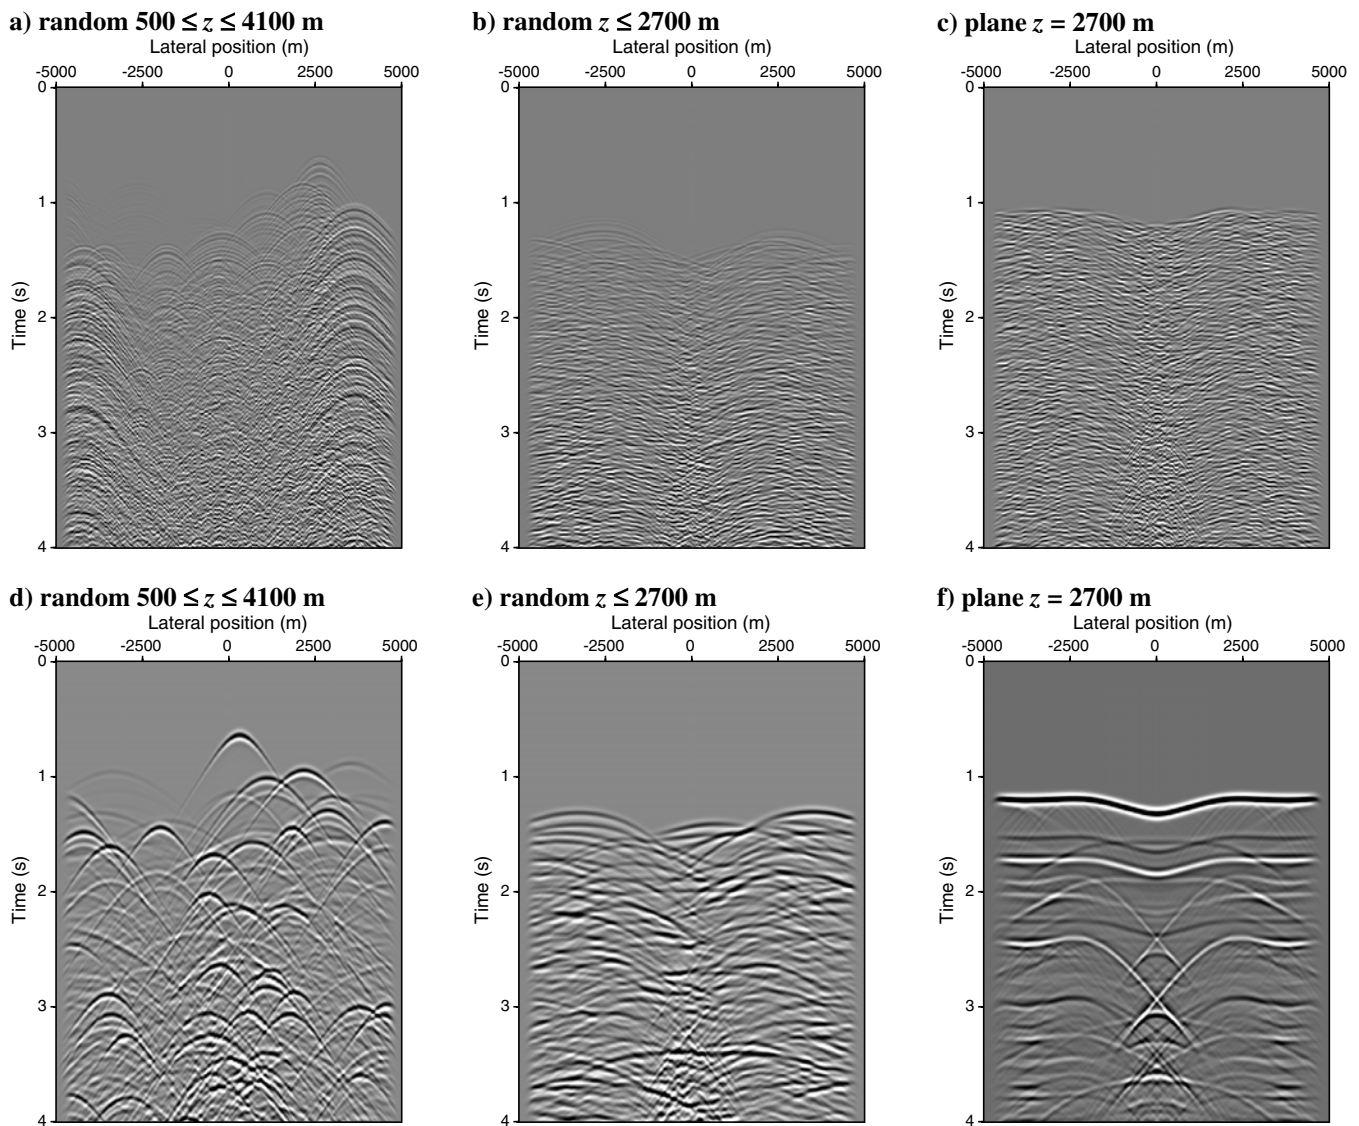 a) random 500 ≤ z ≤ 4100 m
Lateral position (m)
-5000 -2500 0 2500 5000
0
1
2
3
4
Time (s)
b) random z ≤ 2700 m
Lateral position (m)
-5000 -2500 0 2500 5000
0
1
2
3
4
Time (s)
c) plane z = 2700 m
Lateral position (m)
-5000 -2500 0 2500 5000
0
1
2
3
4
Time (s)
d) random 500 ≤ z ≤ 4100 m
Lateral position (m)
-5000 -2500 0 2500 5000
0
1
2
3
4
Time (s)
e) random z ≤ 2700 m
Lateral position (m)
-5000 -2500 0 2500 5000
0
1
2
3
4
Time (s)
f) plane z = 2700 m
Lateral position (m)
-5000 -2500 0 2500 5000
0
1
2
3
4
Time (s)